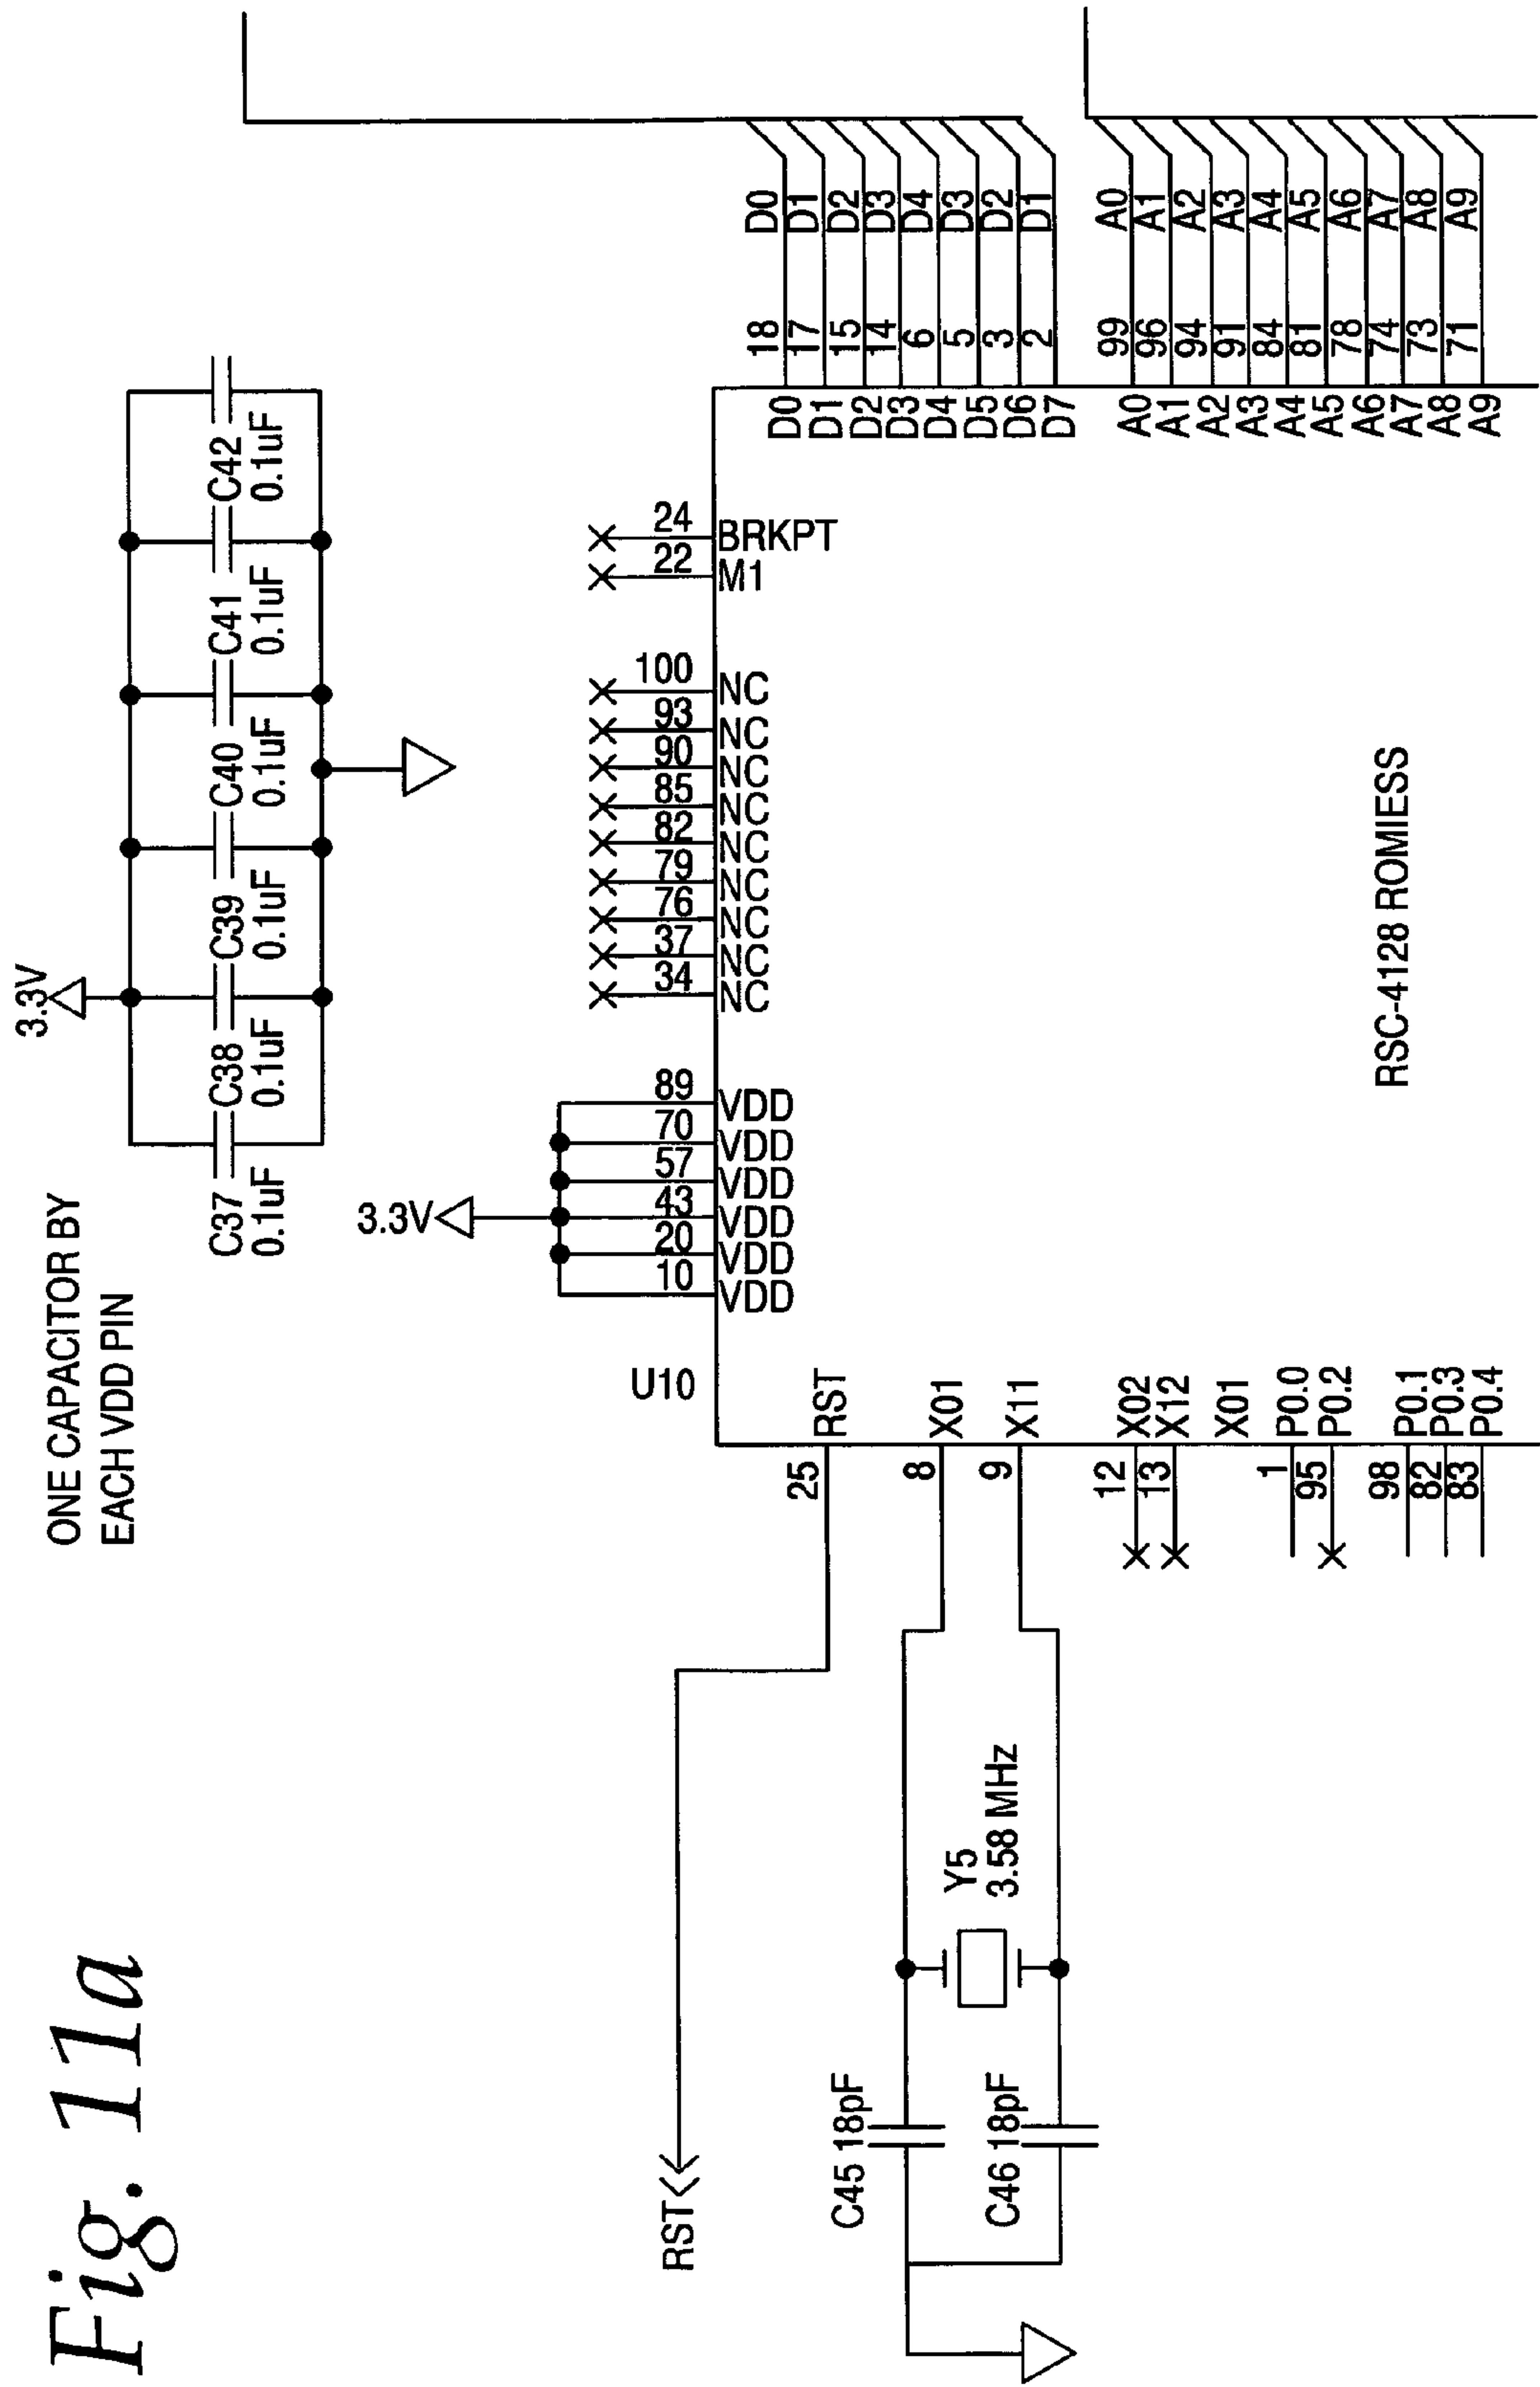 Fig. 11a
ONE CAPACITOR BY
EACH VDD PIN
3.3V
C37
0.1uF
C38
0.1uF
C39
0.1uF
C40
0.1uF
C41
0.1uF
C42
0.1uF
3.3V
10 20 43 57 70 89
VDD VDD VDD VDD VDD VDD
34 37 76 79 82 85 90 93 100
NC NC NC NC NC NC NC NC NC
22 24
M1 BRKPT
U10
RST
25 RST
8 X01
9 X11
12 X02
13 X12
X01
1 P0.0
95 P0.2
98 P0.1
82 P0.3
83 P0.4
C45 18pF
C46 18pF
Y5
3.58 MHz
RSC-4128 ROMIESS
D0 18 D0
D1 17 D1
D2 15 D2
D3 14 D3
D4 6 D4
D5 5 D3
D6 3 D2
D7 2 D1
A0 99 A0
A1 96 A1
A2 94 A2
A3 91 A3
A4 84 A4
A5 81 A5
A6 78 A6
A7 74 A7
A8 73 A8
A9 71 A9